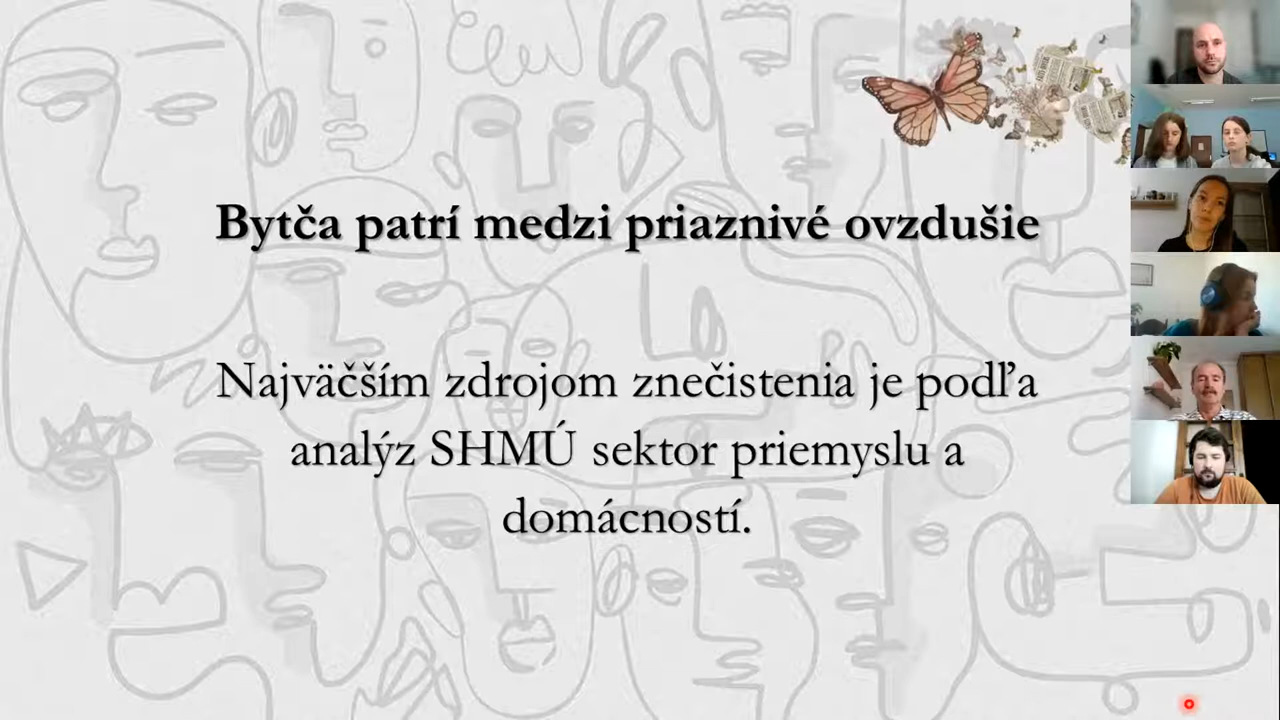 Bytča patrí medzi priaznivé ovzdušie
Najväčším zdrojom znečistenia je podľa
analýz SHMÚ sektor priemyslu a
domácností.